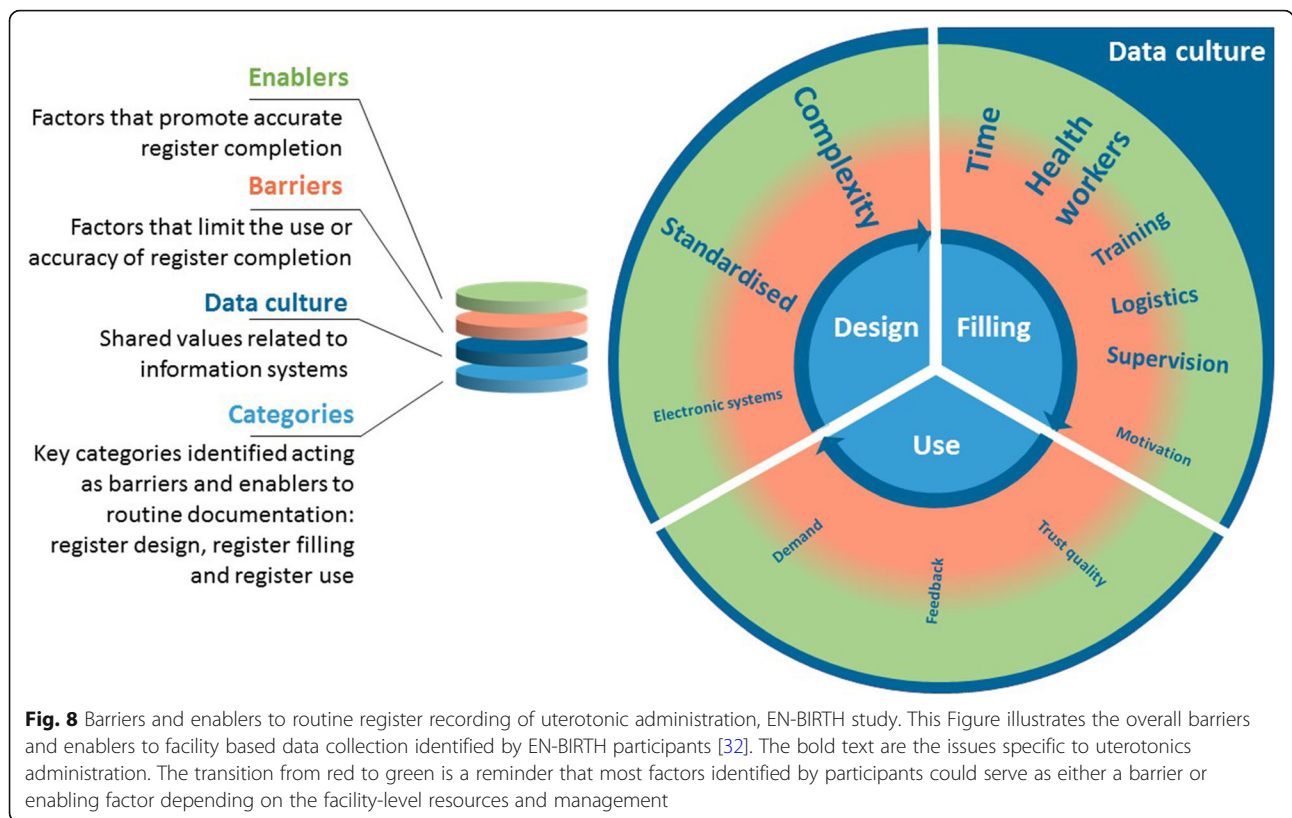 Enablers
Factors that promote accurate
register completion
Barriers
Factors that limit the use or
accuracy of register completion
Data culture
Shared values related to
information systems
Categories
Key categories identified acting
as barriers and enablers to
routine documentation:
register design, register filling
and register use
Data culture
Complexity
Standardised
Electronic systems
Design
Time
Health
workers
Training
Logistics
Supervision
Motivation
Filling
Use
Demand
Feedback
Trust quality
Fig. 8 Barriers and enablers to routine register recording of uterotonic administration, EN-BIRTH study. This Figure illustrates the overall barriers
and enablers to facility based data collection identified by EN-BIRTH participants [32]. The bold text are the issues specific to uterotonics
administration. The transition from red to green is a reminder that most factors identified by participants could serve as either a barrier or
enabling factor depending on the facility-level resources and management